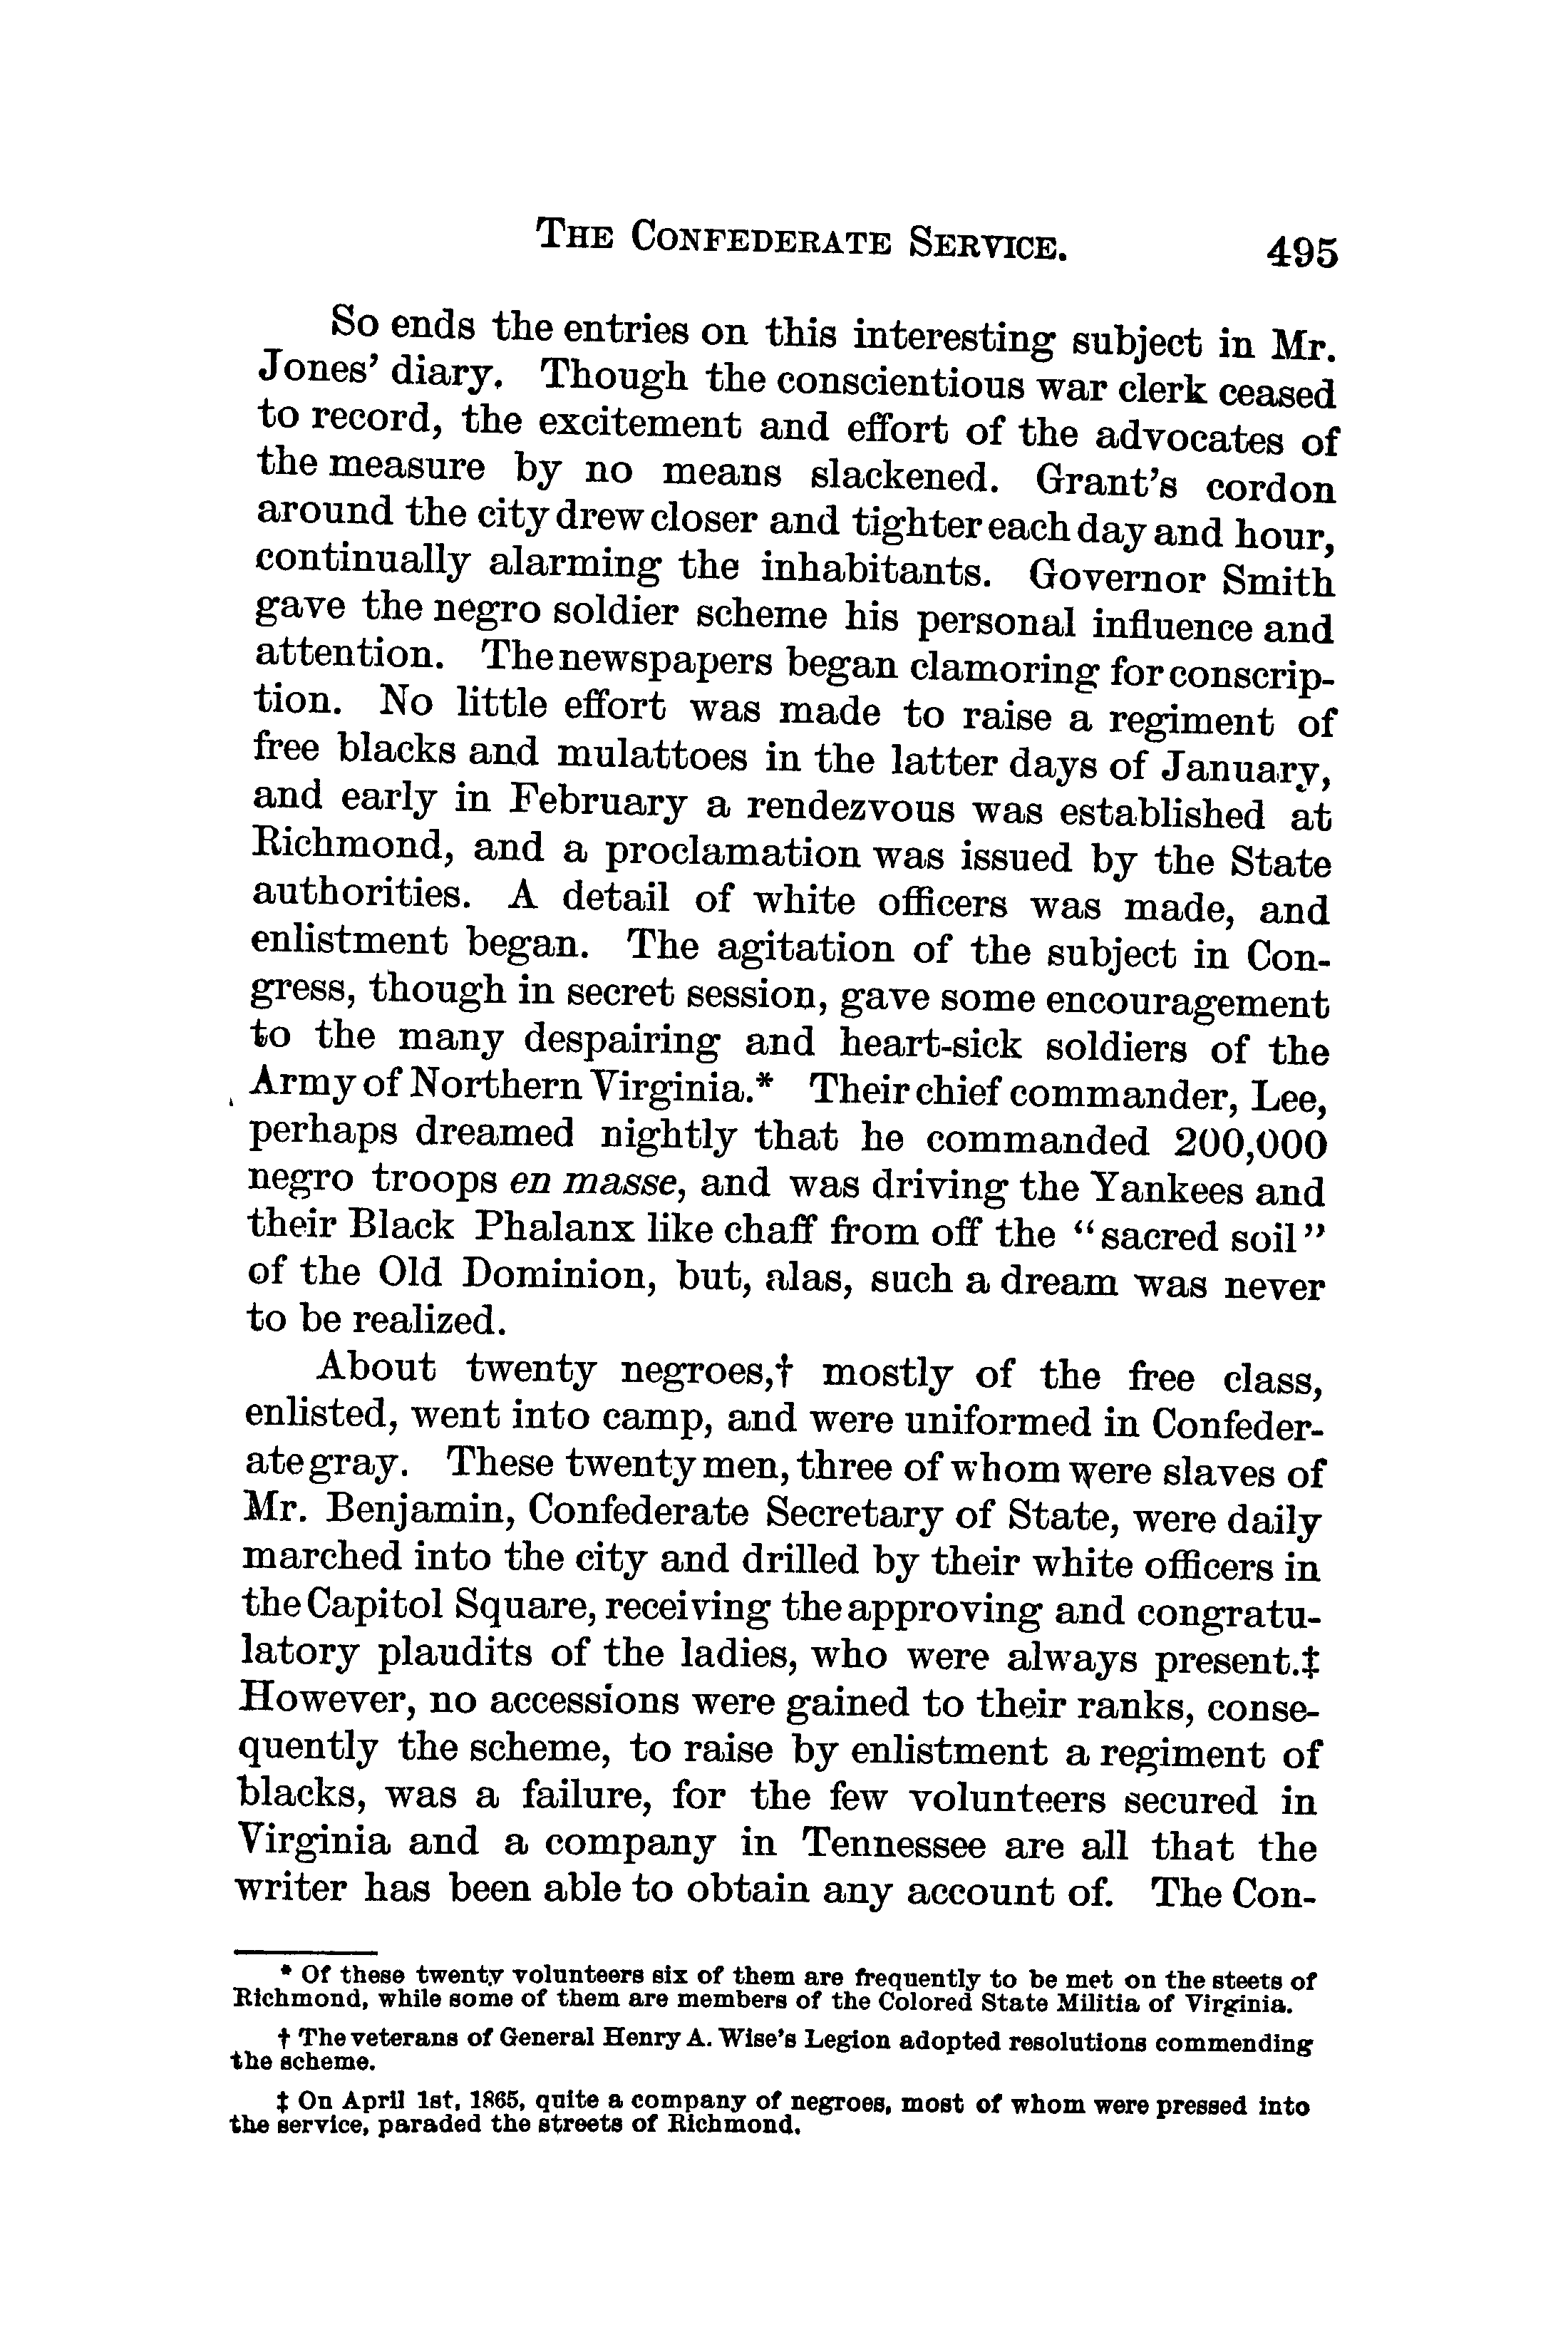 THE CONFEDERATE SERVICE. 495
So ends the entries on this interesting subject in Mr.
Jones' diary. Though the conscientious war clerk ceased
to record, the excitement and effort of the advocates of
the measure by no means slackened. Grant's cordon
around the city drew closer and tighter each day and hour,
continually alarming the inhabitants. Governor Smith
gave the negro soldier scheme his personal influence and
attention. The newspapers began clamoring for conscrip-
tion. No little effort was made to raise a regiment of
free blacks and mulattoes in the latter days of January,
and early in February a rendezvous was established at
Richmond, and a proclamation was issued by the State
authorities. A detail of white officers was made, and
enlistment began. The agitation of the subject in Con-
gress, though in secret session, gave some encouragement
to the many despairing and heart-sick soldiers of the
Army of Northern Virginia.* Their chief commander, Lee,
perhaps dreamed nightly that he commanded 200,000
negro troops en masse, and was driving the Yankees and
their Black Phalanx like chaff from off the "sacred soil"
of the Old Dominion, but, alas, such a dream was never
to be realized.
About twenty negroes,† mostly of the free class,
enlisted, went into camp, and were uniformed in Confeder-
ate gray. These twenty men, three of whom were slaves of
Mr. Benjamin, Confederate Secretary of State, were daily
marched into the city and drilled by their white officers in
the Capitol Square, receiving the approving and congratu-
latory plaudits of the ladies, who were always present.‡
However, no accessions were gained to their ranks, conse-
quently the scheme, to raise by enlistment a regiment of
blacks, was a failure, for the few volunteers secured in
Virginia and a company in Tennessee are all that the
writer has been able to obtain any account of. The Con-
* Of these twenty volunteers six of them are frequently to be met on the steets of
Richmond, while some of them are members of the Colored State Militia of Virginia.
† The veterans of General Henry A. Wise's Legion adopted resolutions commending
the scheme.
‡ On April 1st, 1865, quite a company of negroes, most of whom were pressed into
the service, paraded the streets of Richmond.